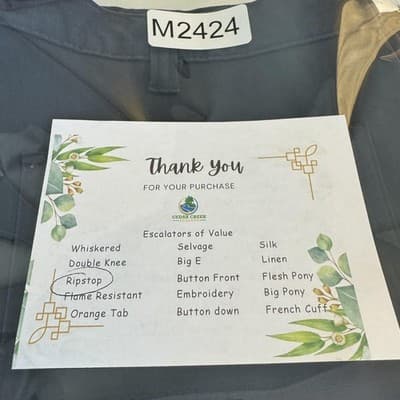 M2424
Thank You
FOR YOUR PURCHASE
CEDAR CREEK
Escalators of Value
Whiskered Selvage Silk
Double Knee Big E Linen
Ripstop Button Front Flesh Pony
Flame Resistant Embroidery Big Pony
Orange Tab Button down French Cuff